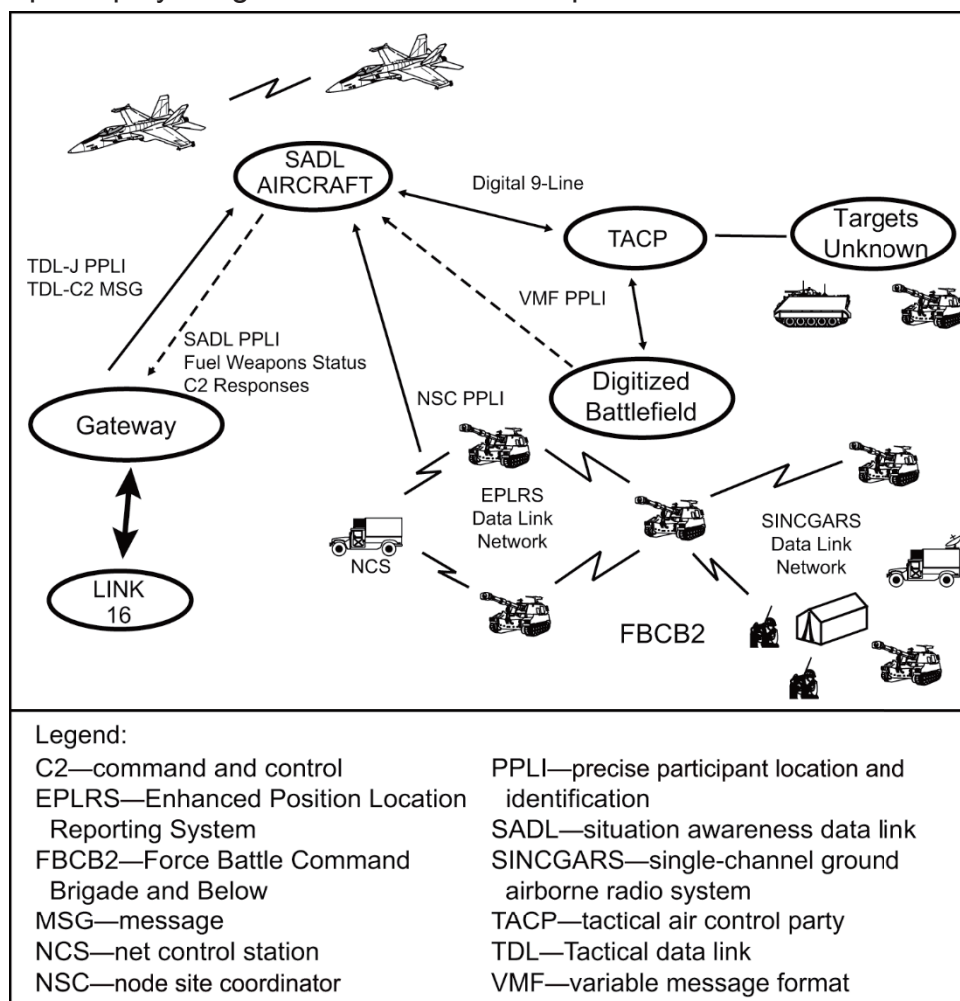 SADL
AIRCRAFT
Digital 9-Line
TACP
Targets
Unknown
TDL-J PPLI
TDL-C2 MSG
VMF PPLI
SADL PPLI
Fuel Weapons Status
C2 Responses
Digitized
Battlefield
NSC PPLI
Gateway
EPLRS
Data Link
Network
SINCGARS
Data Link
Network
NCS
LINK
16
FBCB2
Legend:
C2—command and control
EPLRS—Enhanced Position Location
Reporting System
FBCB2—Force Battle Command
Brigade and Below
MSG—message
NCS—net control station
NSC—node site coordinator
PPLI—precise participant location and
identification
SADL—situation awareness data link
SINCGARS—single-channel ground
airborne radio system
TACP—tactical air control party
TDL—Tactical data link
VMF—variable message format